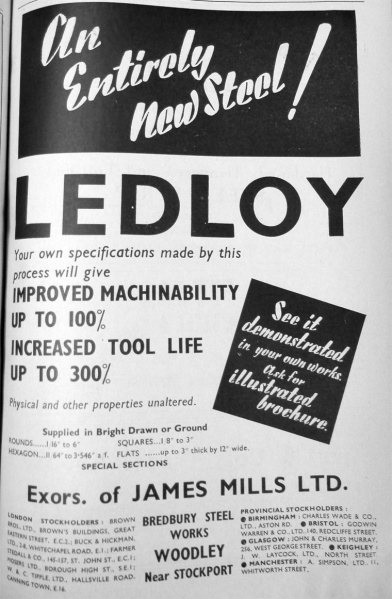 An
Entirely
New Steel!
LEDLOY
Your own specifications made by this
process will give
IMPROVED MACHINABILITY
UP TO 100%
INCREASED TOOL LIFE
UP TO 300%
Physical and other properties unaltered.
See it
demonstrated
in your own works.
Ask for
illustrated
brochure.
Supplied in Bright Drawn or Ground
ROUNDS......1·16" to 6" SQUARES...1·8" to 3"
HEXAGON...11·64" to 3·546" a.f. FLATS ......up to 3" thick by 12" wide.
SPECIAL SECTIONS
Exors. of JAMES MILLS LTD.
LONDON STOCKHOLDERS : BROWN
BROS., LTD., BROWN'S BUILDINGS, GREAT
EASTERN STREET, E.C.2; BUCK & HICKMAN,
LTD., 2-8, WHITECHAPEL ROAD, E.1; FARMER
STEDALL & CO., 145-157, ST. JOHN ST., E.C.1;
MOSERS LTD., BOROUGH HIGH ST., S.E.1;
W. & C. TIPPLE, LTD., HALLSVILLE ROAD,
CANNING TOWN, E.16.
BREDBURY STEEL
WORKS
WOODLEY
Near STOCKPORT
PROVINCIAL STOCKHOLDERS :
● BIRMINGHAM : CHARLES WADE & CO.,
LTD., ASTON RD. ● BRISTOL : GODWIN
WARREN & CO., LTD., 140, REDCLIFFE STREET.
● GLASGOW : JOHN & CHARLES MURRAY,
256, WEST GEORGE STREET. ● KEIGHLEY :
J. W. LAYCOCK, LTD., NORTH STREET.
● MANCHESTER : A. SIMPSON, LTD., 11,
WHITWORTH STREET,